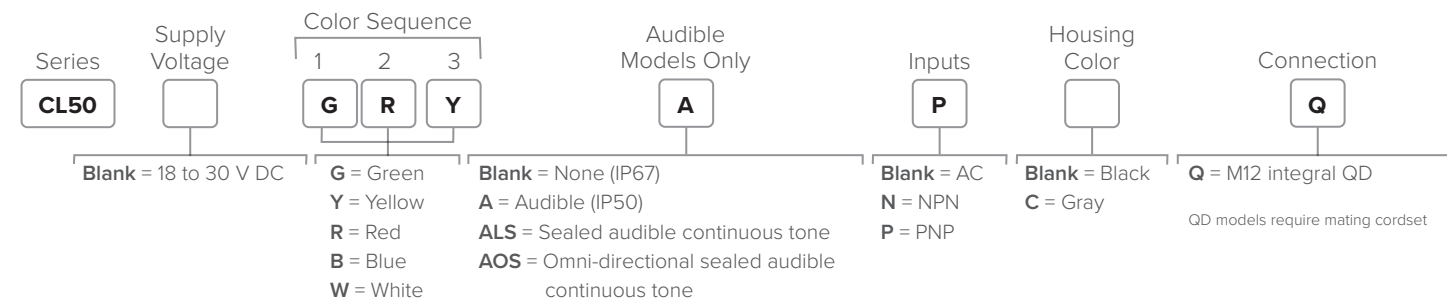 Series
CL50
Supply
Voltage
Blank = 18 to 30 V DC
Color Sequence
1 2 3
G R Y
G = Green
Y = Yellow
R = Red
B = Blue
W = White
Audible
Models Only
A
Blank = None (IP67)
A = Audible (IP50)
ALS = Sealed audible continuous tone
AOS = Omni-directional sealed audible
continuous tone
Inputs
P
Blank = AC
N = NPN
P = PNP
Housing
Color
Blank = Black
C = Gray
Connection
Q
Q = M12 integral QD
QD models require mating cordset